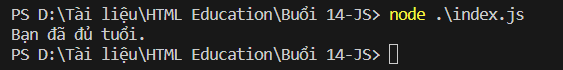 PS D:\Tài liệu\HTML Education\Buổi 14-JS> node .\index.js
Bạn đã đủ tuổi.
PS D:\Tài liệu\HTML Education\Buổi 14-JS>